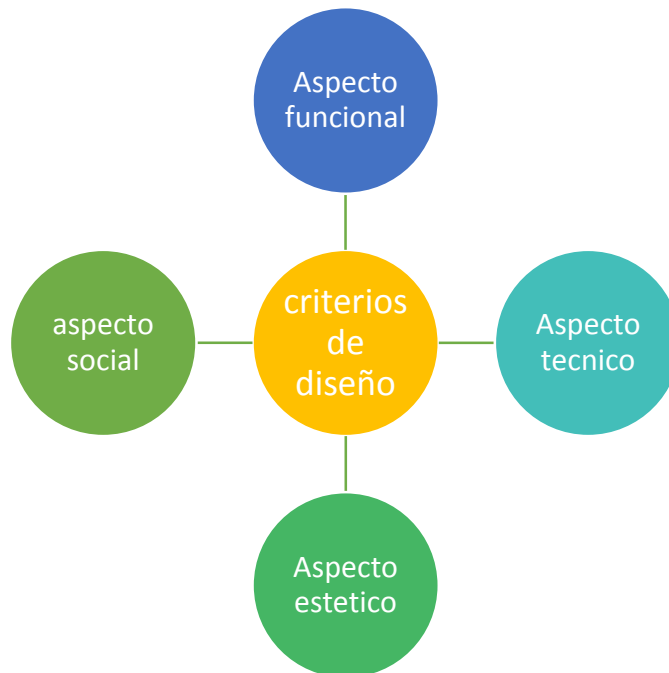 Aspecto
funcional
aspecto
social
criterios
de
diseño
Aspecto
tecnico
Aspecto
estetico